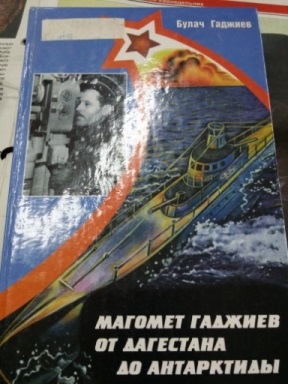 Булач Гаджиев
МАГОМЕТ ГАДЖИЕВ
ОТ ДАГЕСТАНА
ДО АНТАРКТИДЫ